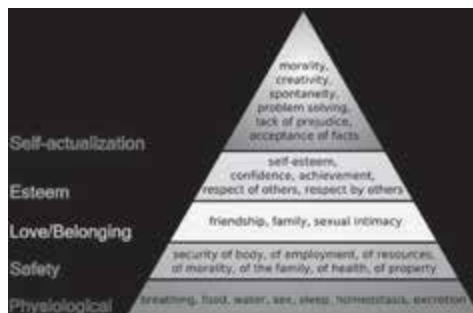 morality,
creativity,
spontaneity,
problem solving,
lack of prejudice,
acceptance of facts
Self-actualization
self-esteem,
confidence, achievement,
respect of others, respect by others
Esteem
friendship, family, sexual intimacy
Love/Belonging
security of body, of employment, of resources,
of morality, of the family, of health, of property
Safety
breathing, food, water, sex, sleep, homeostasis, excretion
Physiological